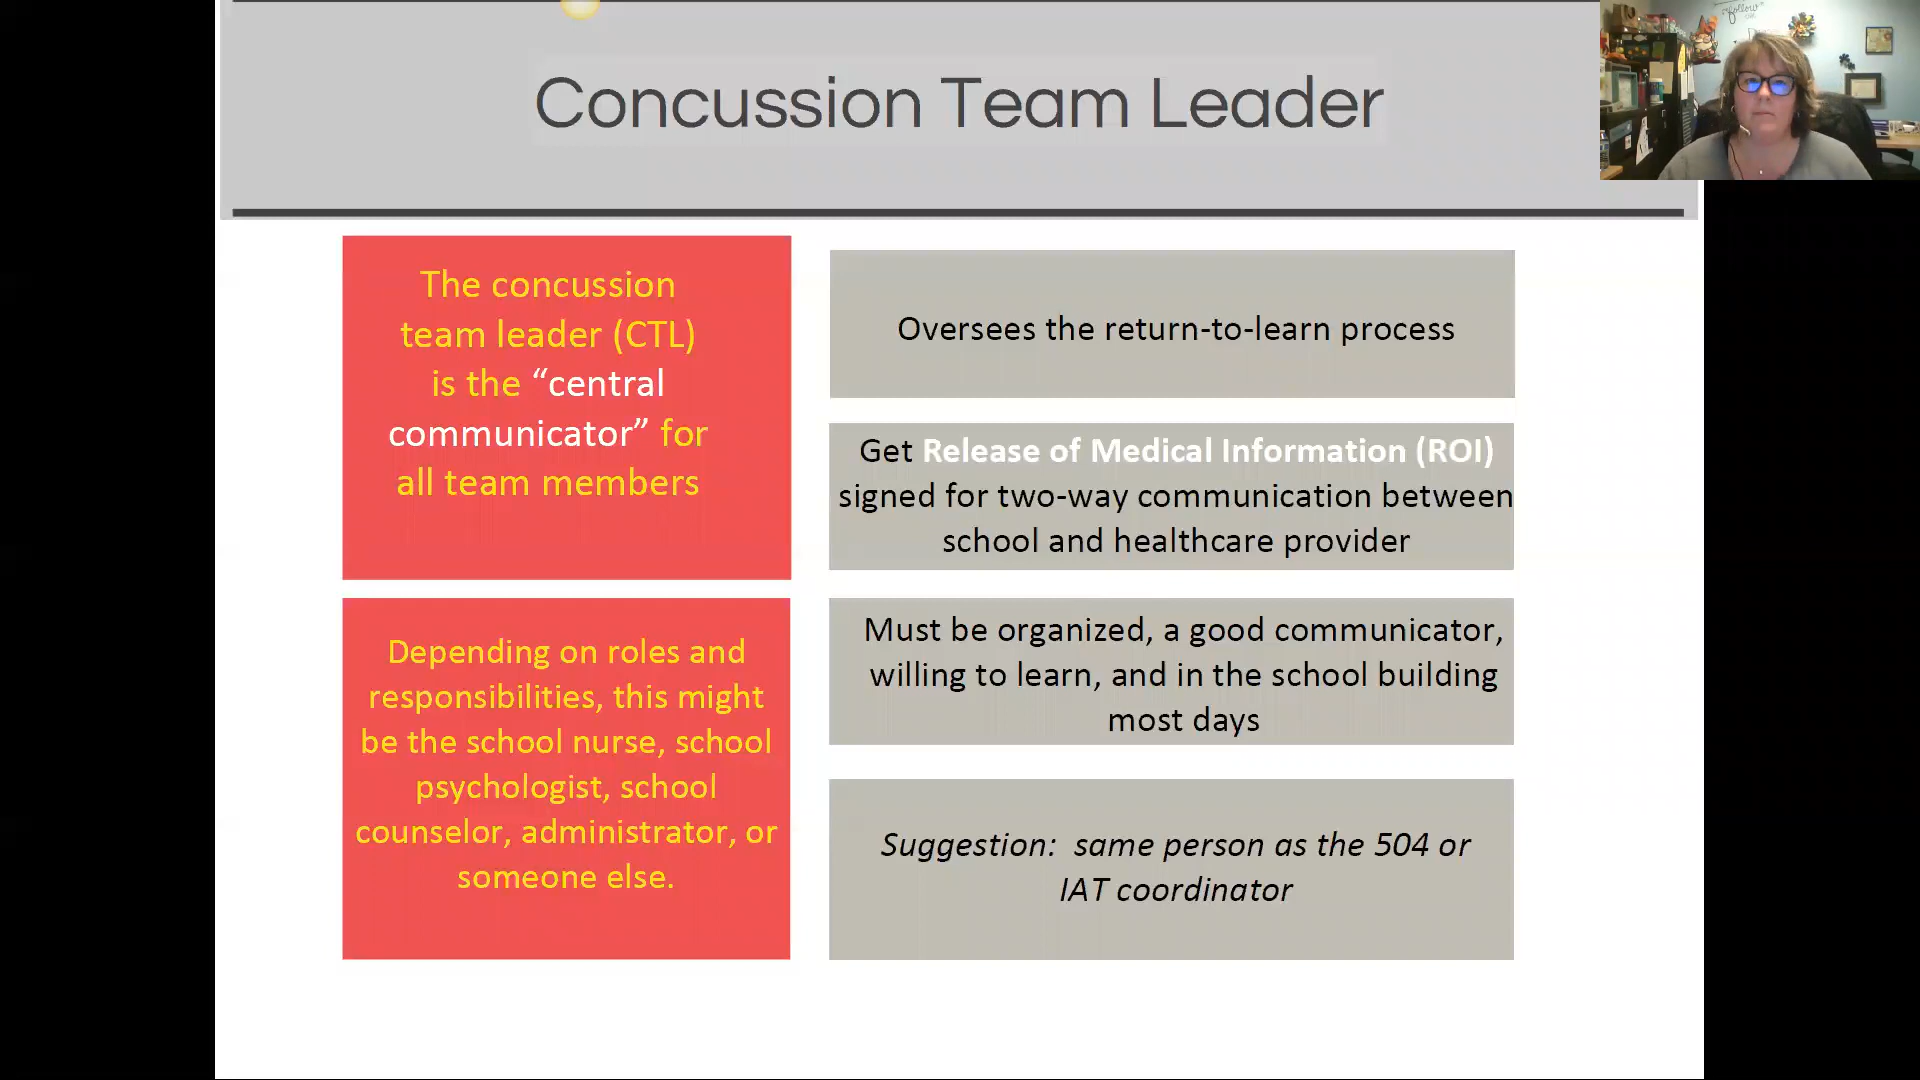 Concussion Team Leader
The concussion
team leader (CTL)
is the “central
communicator” for
all team members
Depending on roles and
responsibilities, this might
be the school nurse, school
psychologist, school
counselor, administrator, or
someone else.
Oversees the return-to-learn process
Get Release of Medical Information (ROI)
signed for two-way communication between
school and healthcare provider
Must be organized, a good communicator,
willing to learn, and in the school building
most days
Suggestion:  same person as the 504 or
IAT coordinator
follow